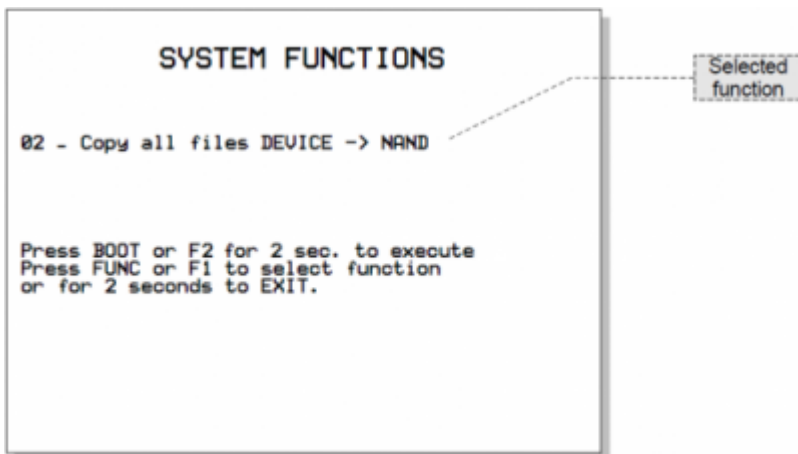 SYSTEM FUNCTIONS
Selected
function
02 - Copy all files DEVICE -> NAND
Press BOOT or F2 for 2 sec. to execute
Press FUNC or F1 to select function
or for 2 seconds to EXIT.